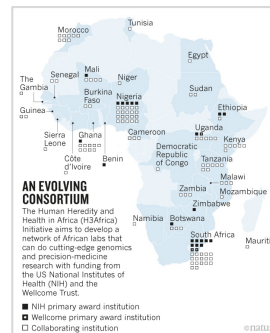 Tunisia
Morocco
Egypt
Mali
Senegal
Niger
The
Gambia
Burkina
Faso
Nigeria
Sudan
Guinea
Ethiopia
Uganda
Sierra
Leone
Ghana
Cameroon
Kenya
Democratic
Republic
of Congo
Côte
d'Ivoire
Benin
Tanzania
Malawi
Zambia
Mozambique
Zimbabwe
Namibia
Botswana
South Africa
Mauriti
AN EVOLVING
CONSORTIUM
The Human Heredity and
Health in Africa (H3Africa)
Initiative aims to develop a
network of African labs that
can do cutting-edge genomics
and precision-medicine
research with funding from
the US National Institutes of
Health (NIH) and the
Wellcome Trust.
NIH primary award institution
Wellcome primary award institution
Collaborating institution
©natu